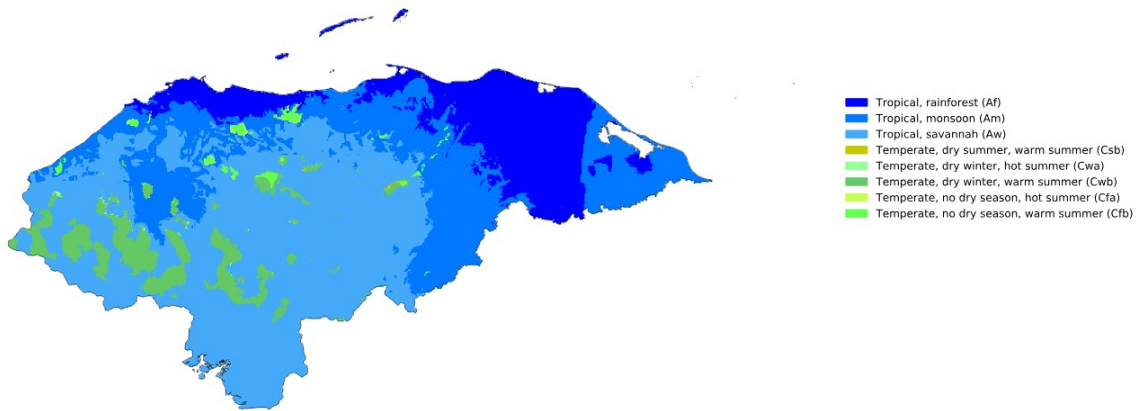 Tropical, rainforest (Af)
Tropical, monsoon (Am)
Tropical, savannah (Aw)
Temperate, dry summer, warm summer (Csb)
Temperate, dry winter, hot summer (Cwa)
Temperate, dry winter, warm summer (Cwb)
Temperate, no dry season, hot summer (Cfa)
Temperate, no dry season, warm summer (Cfb)